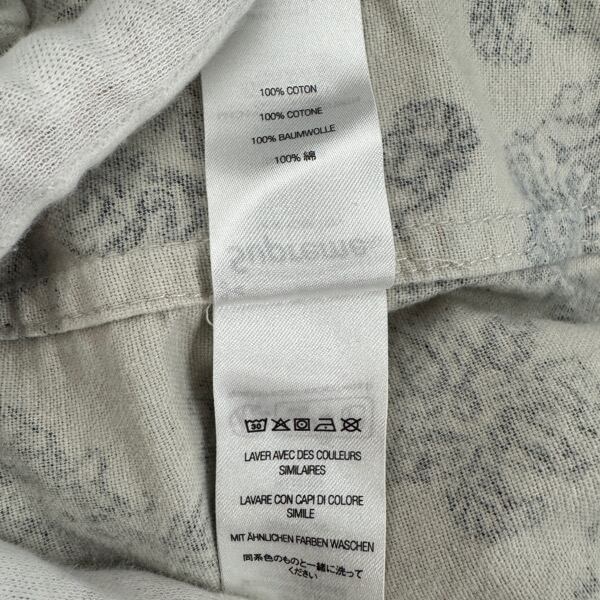 100% COTON
100% COTONE
100% BAUMWOLLE
100% 綿
Supreme
30
LAVER AVEC DES COULEURS
SIMILAIRES
LAVARE CON CAPI DI COLORE
SIMILE
MIT ÄHNLICHEN FARBEN WASCHEN
同系色のものと一緒に洗って
ください